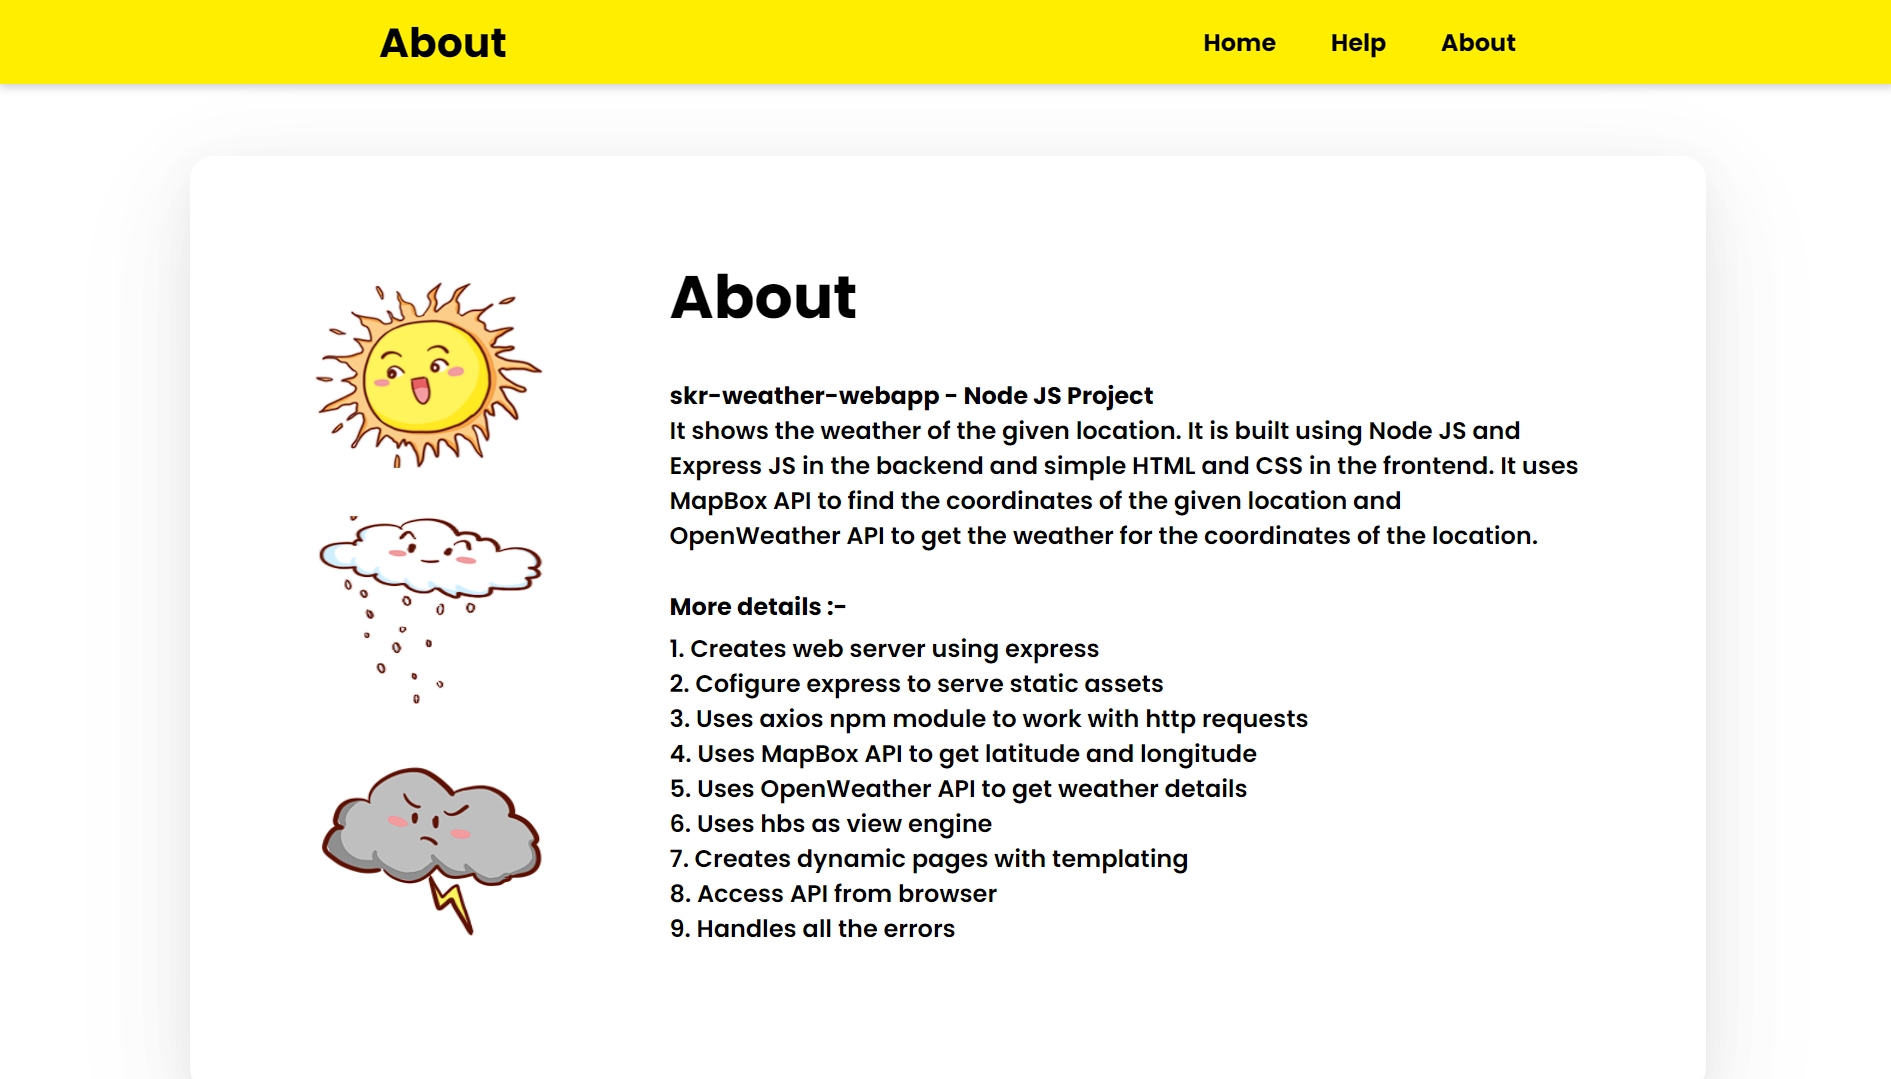 About
Home Help About
About
skr-weather-webapp - Node JS Project
It shows the weather of the given location. It is built using Node JS and
Express JS in the backend and simple HTML and CSS in the frontend. It uses
MapBox API to find the coordinates of the given location and
OpenWeather API to get the weather for the coordinates of the location.
More details :-
1. Creates web server using express
2. Cofigure express to serve static assets
3. Uses axios npm module to work with http requests
4. Uses MapBox API to get latitude and longitude
5. Uses OpenWeather API to get weather details
6. Uses hbs as view engine
7. Creates dynamic pages with templating
8. Access API from browser
9. Handles all the errors